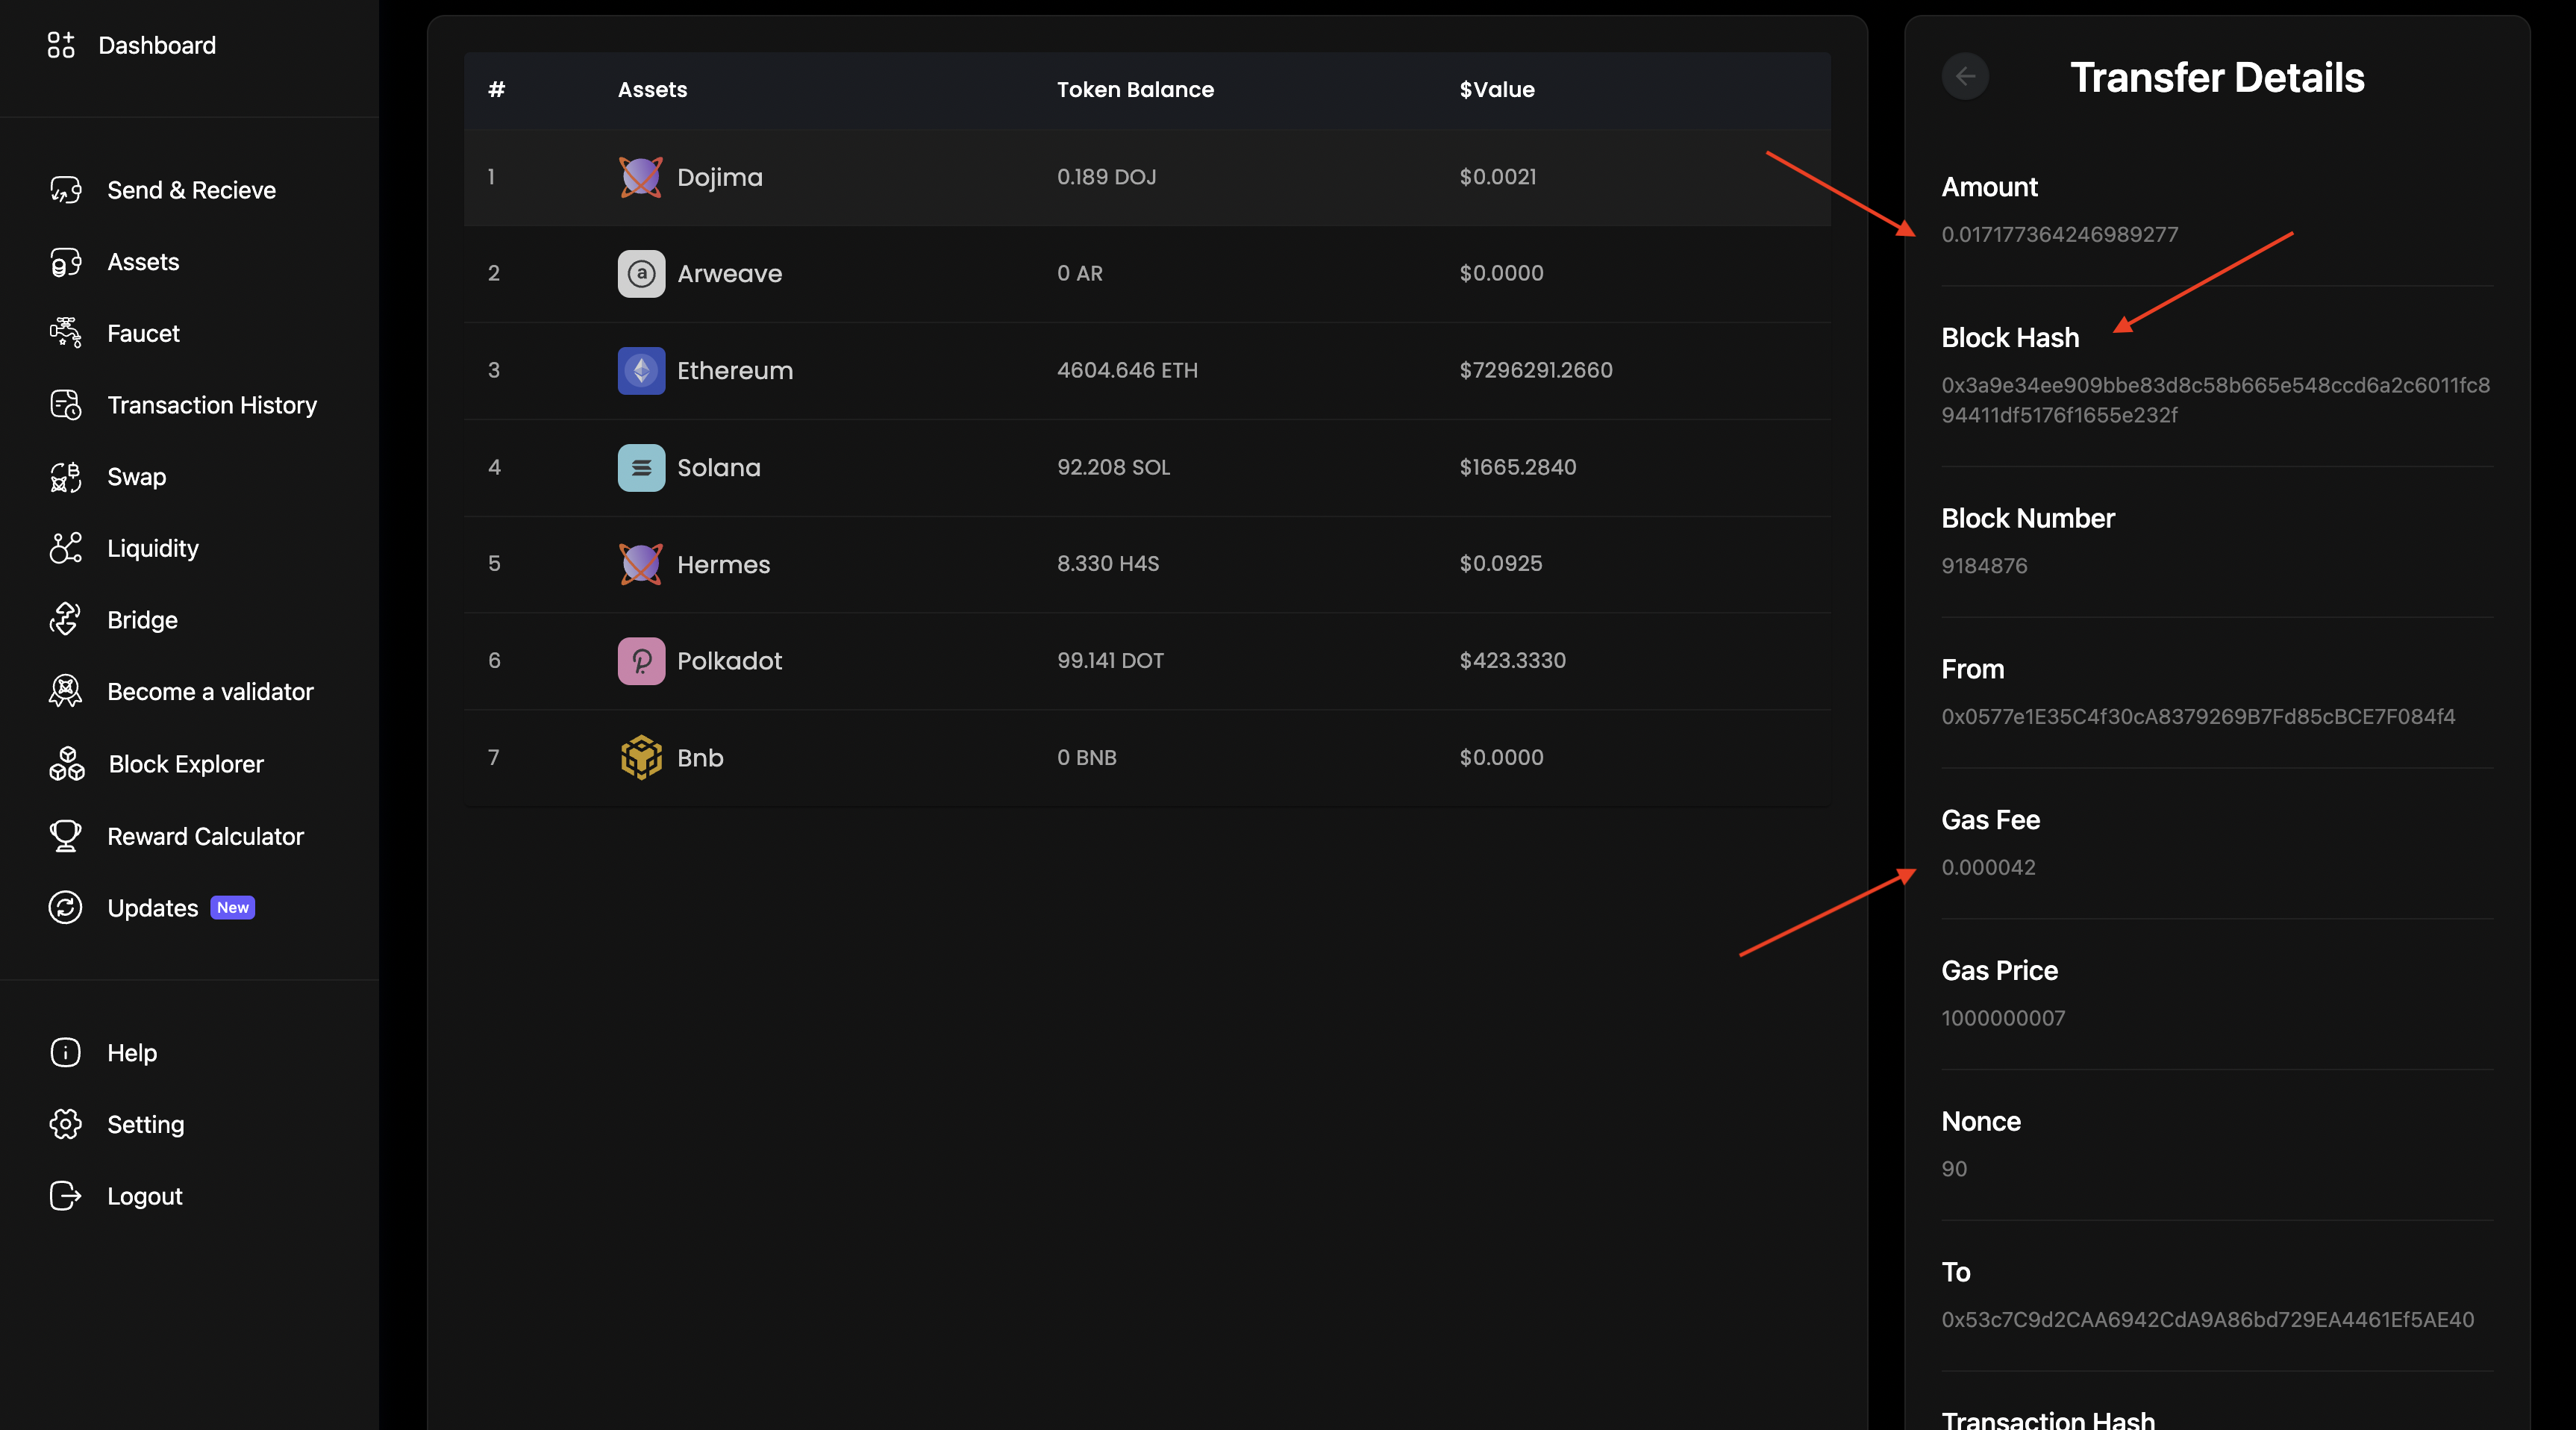 Dashboard
Send & Recieve
Assets
Faucet
Transaction History
Swap
Liquidity
Bridge
Become a validator
Block Explorer
Reward Calculator
Updates New
Help
Setting
Logout
# Assets Token Balance $Value
1 Dojima 0.189 DOJ $0.0021
2 Arweave 0 AR $0.0000
3 Ethereum 4604.646 ETH $7296291.2660
4 Solana 92.208 SOL $1665.2840
5 Hermes 8.330 H4S $0.0925
6 Polkadot 99.141 DOT $423.3330
7 Bnb 0 BNB $0.0000
Transfer Details
Amount
0.017177364246989277
Block Hash
0x3a9e34ee909bbe83d8c58b665e548ccd6a2c6011fc8
94411df5176f1655e232f
Block Number
9184876
From
0x0577e1E35C4f30cA8379269B7Fd85cBCE7F084f4
Gas Fee
0.000042
Gas Price
1000000007
Nonce
90
To
0x53c7C9d2CAA6942CdA9A86bd729EA4461Ef5AE40
Transaction Hash